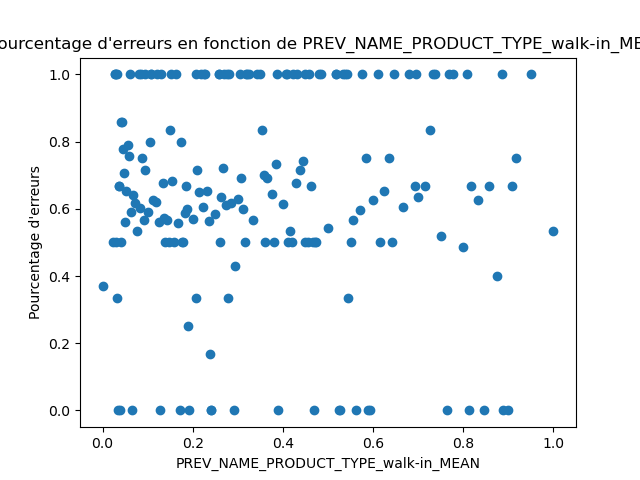 ourcentage d'erreurs en fonction de PREV_NAME_PRODUCT_TYPE_walk-in_MEA
1.0
0.8
0.6
0.4
0.2
0.0
Pourcentage d'erreurs
0.0 0.2 0.4 0.6 0.8 1.0
PREV_NAME_PRODUCT_TYPE_walk-in_MEAN